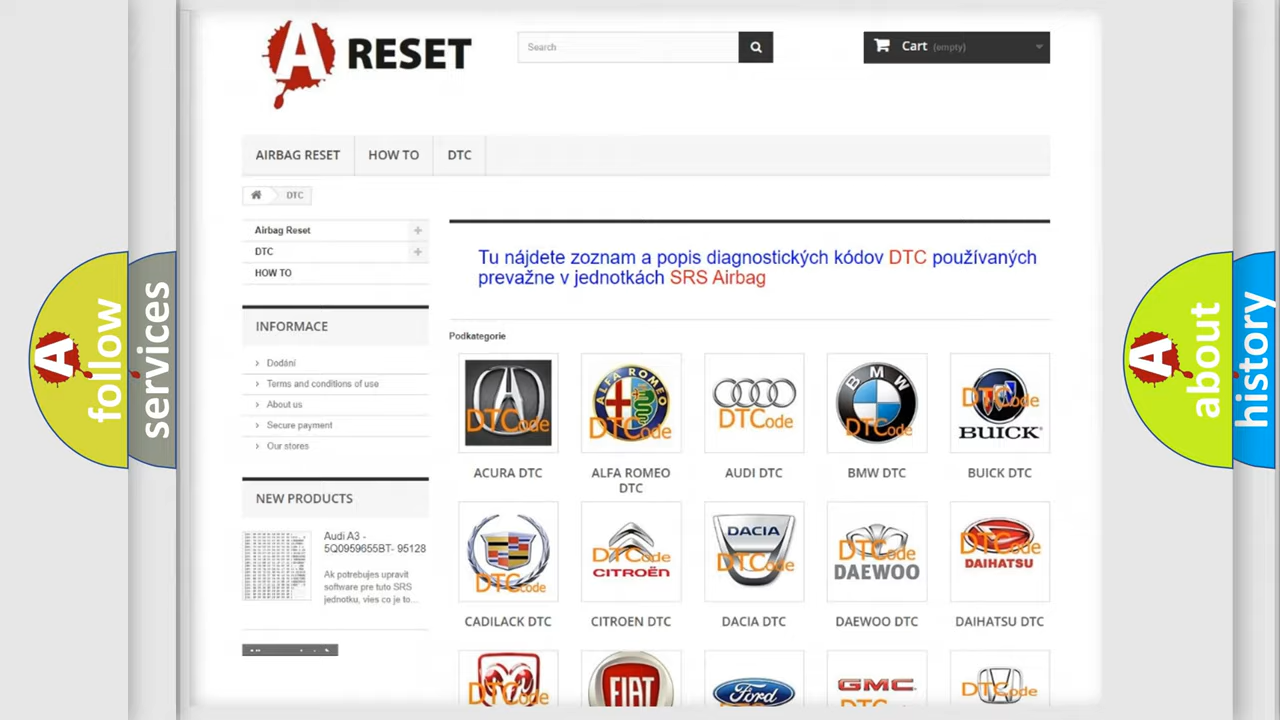 A RESET
Search
Cart (empty)
AIRBAG RESET
HOW TO
DTC
DTC
Airbag Reset
DTC
HOW TO
INFORMACE
Dodání
Terms and conditions of use
About us
Secure payment
Our stores
NEW PRODUCTS
Audi A3 -
5Q0959655BT- 95128
Ak potrebujes upravit
software pre tuto SRS
jednotku, vies co je to...
Tu nájdete zoznam a popis diagnostických kódov DTC používaných
prevažne v jednotkách SRS Airbag
Podkategorie
DTCode
ALFA ROMEO
DTCode
DTCode
BMW
DTCode
DTCode
BUICK
ACURA DTC
ALFA ROMEO
DTC
AUDI DTC
BMW DTC
BUICK DTC
DTCode
DTCode
CITROËN
DACIA
DTCode
DTCode
DAEWOO
DTCode
DAIHATSU
CADILACK DTC
CITROEN DTC
DACIA DTC
DAEWOO DTC
DAIHATSU DTC
DTCode
FIAT
Ford
GMC
DTCode
A
follow
services
A
about
history